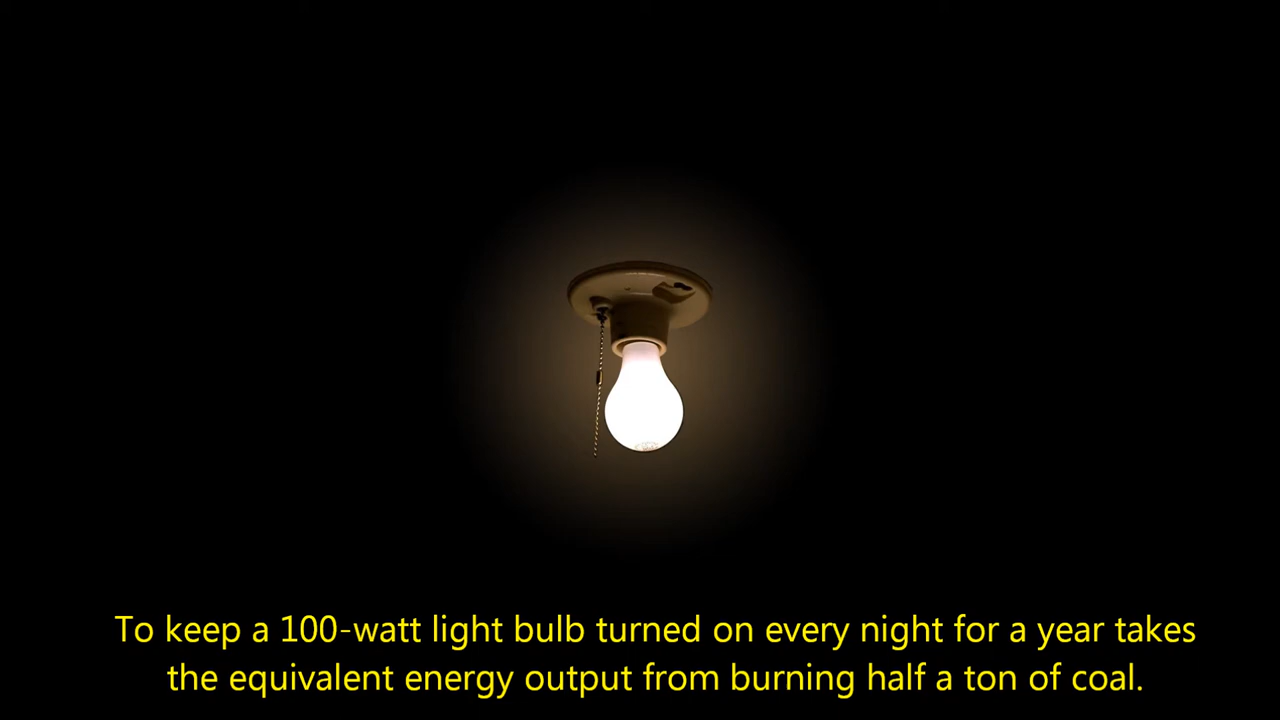 To keep a 100-watt light bulb turned on every night for a year takes
the equivalent energy output from burning half a ton of coal.